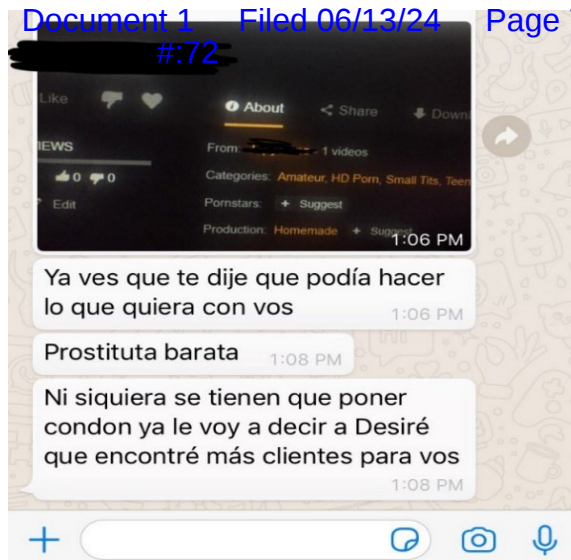 Document 1 Filed 06/13/24 Page
#:72
Like
About Share Down
IEWS
From: 1 videos
0 0
Categories: Amateur, HD Porn, Small Tits, Teen
Edit
Pornstars: + Suggest
Production: Homemade + Suggest
1:06 PM
Ya ves que te dije que podía hacer
lo que quiera con vos
1:06 PM
Prostituta barata 1:08 PM
Ni siquiera se tienen que poner
condon ya le voy a decir a Desiré
que encontré más clientes para vos
1:08 PM